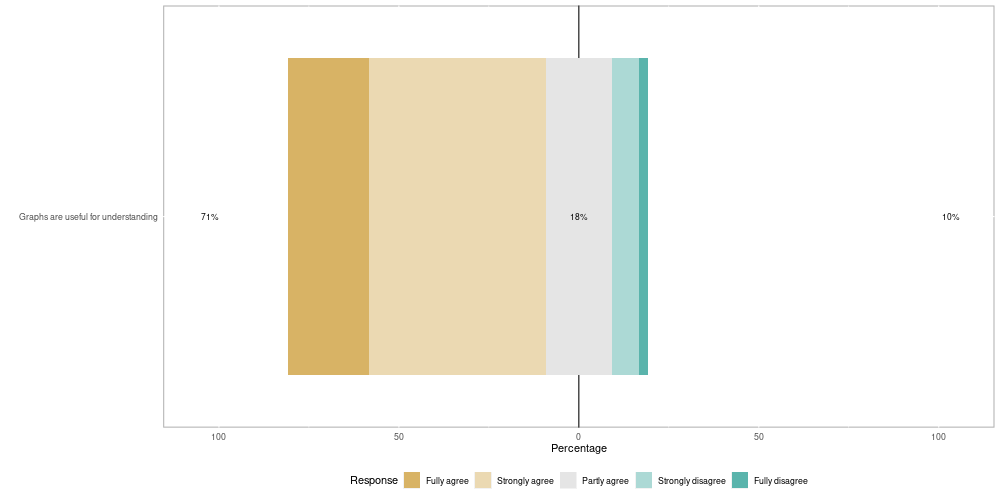 Graphs are useful for understanding
71%
18%
10%
100
50
0
50
100
Percentage
Response
Fully agree
Strongly agree
Partly agree
Strongly disagree
Fully disagree